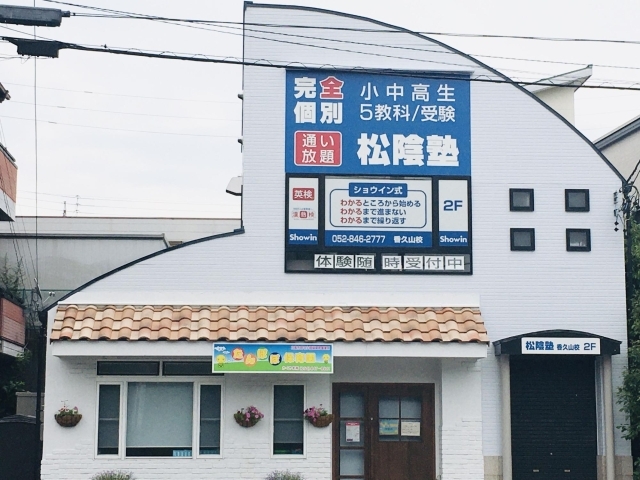 完全
個別
小中高生
5教科/受験
通い
放題
松陰塾
英検
漢検
ショウイン式
わかるところから始める
わかるまで進まない
わかるまで繰り返す
2F
Showin
052-846-2777 香久山校
Showin
体験随時受付中
松陰塾 香久山校 2F